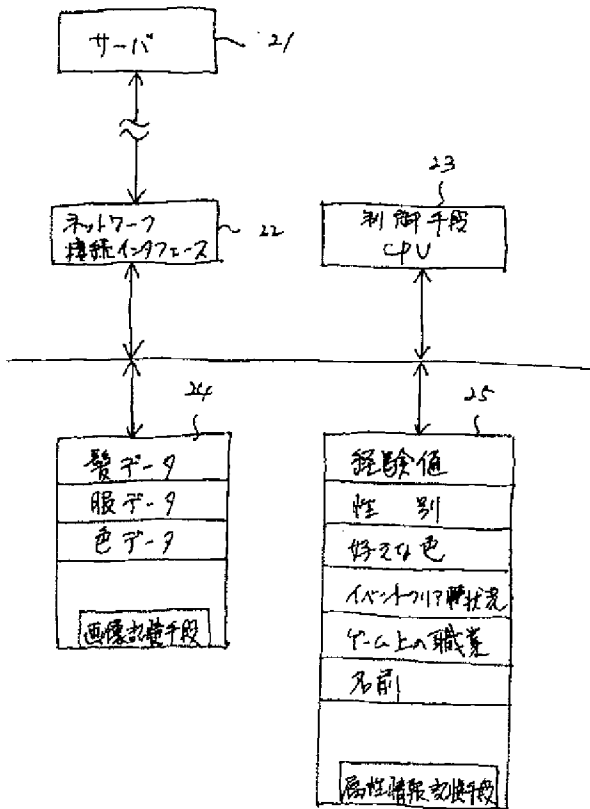 サーバ
21
23
ネットワーク
接続インタフェース
22
制御手段
CPU
24
髪データ
服データ
色データ
画像記憶手段
25
経験値
性別
好きな色
イベントクリア状況
ゲーム上の職業
名前
属性情報記憶手段